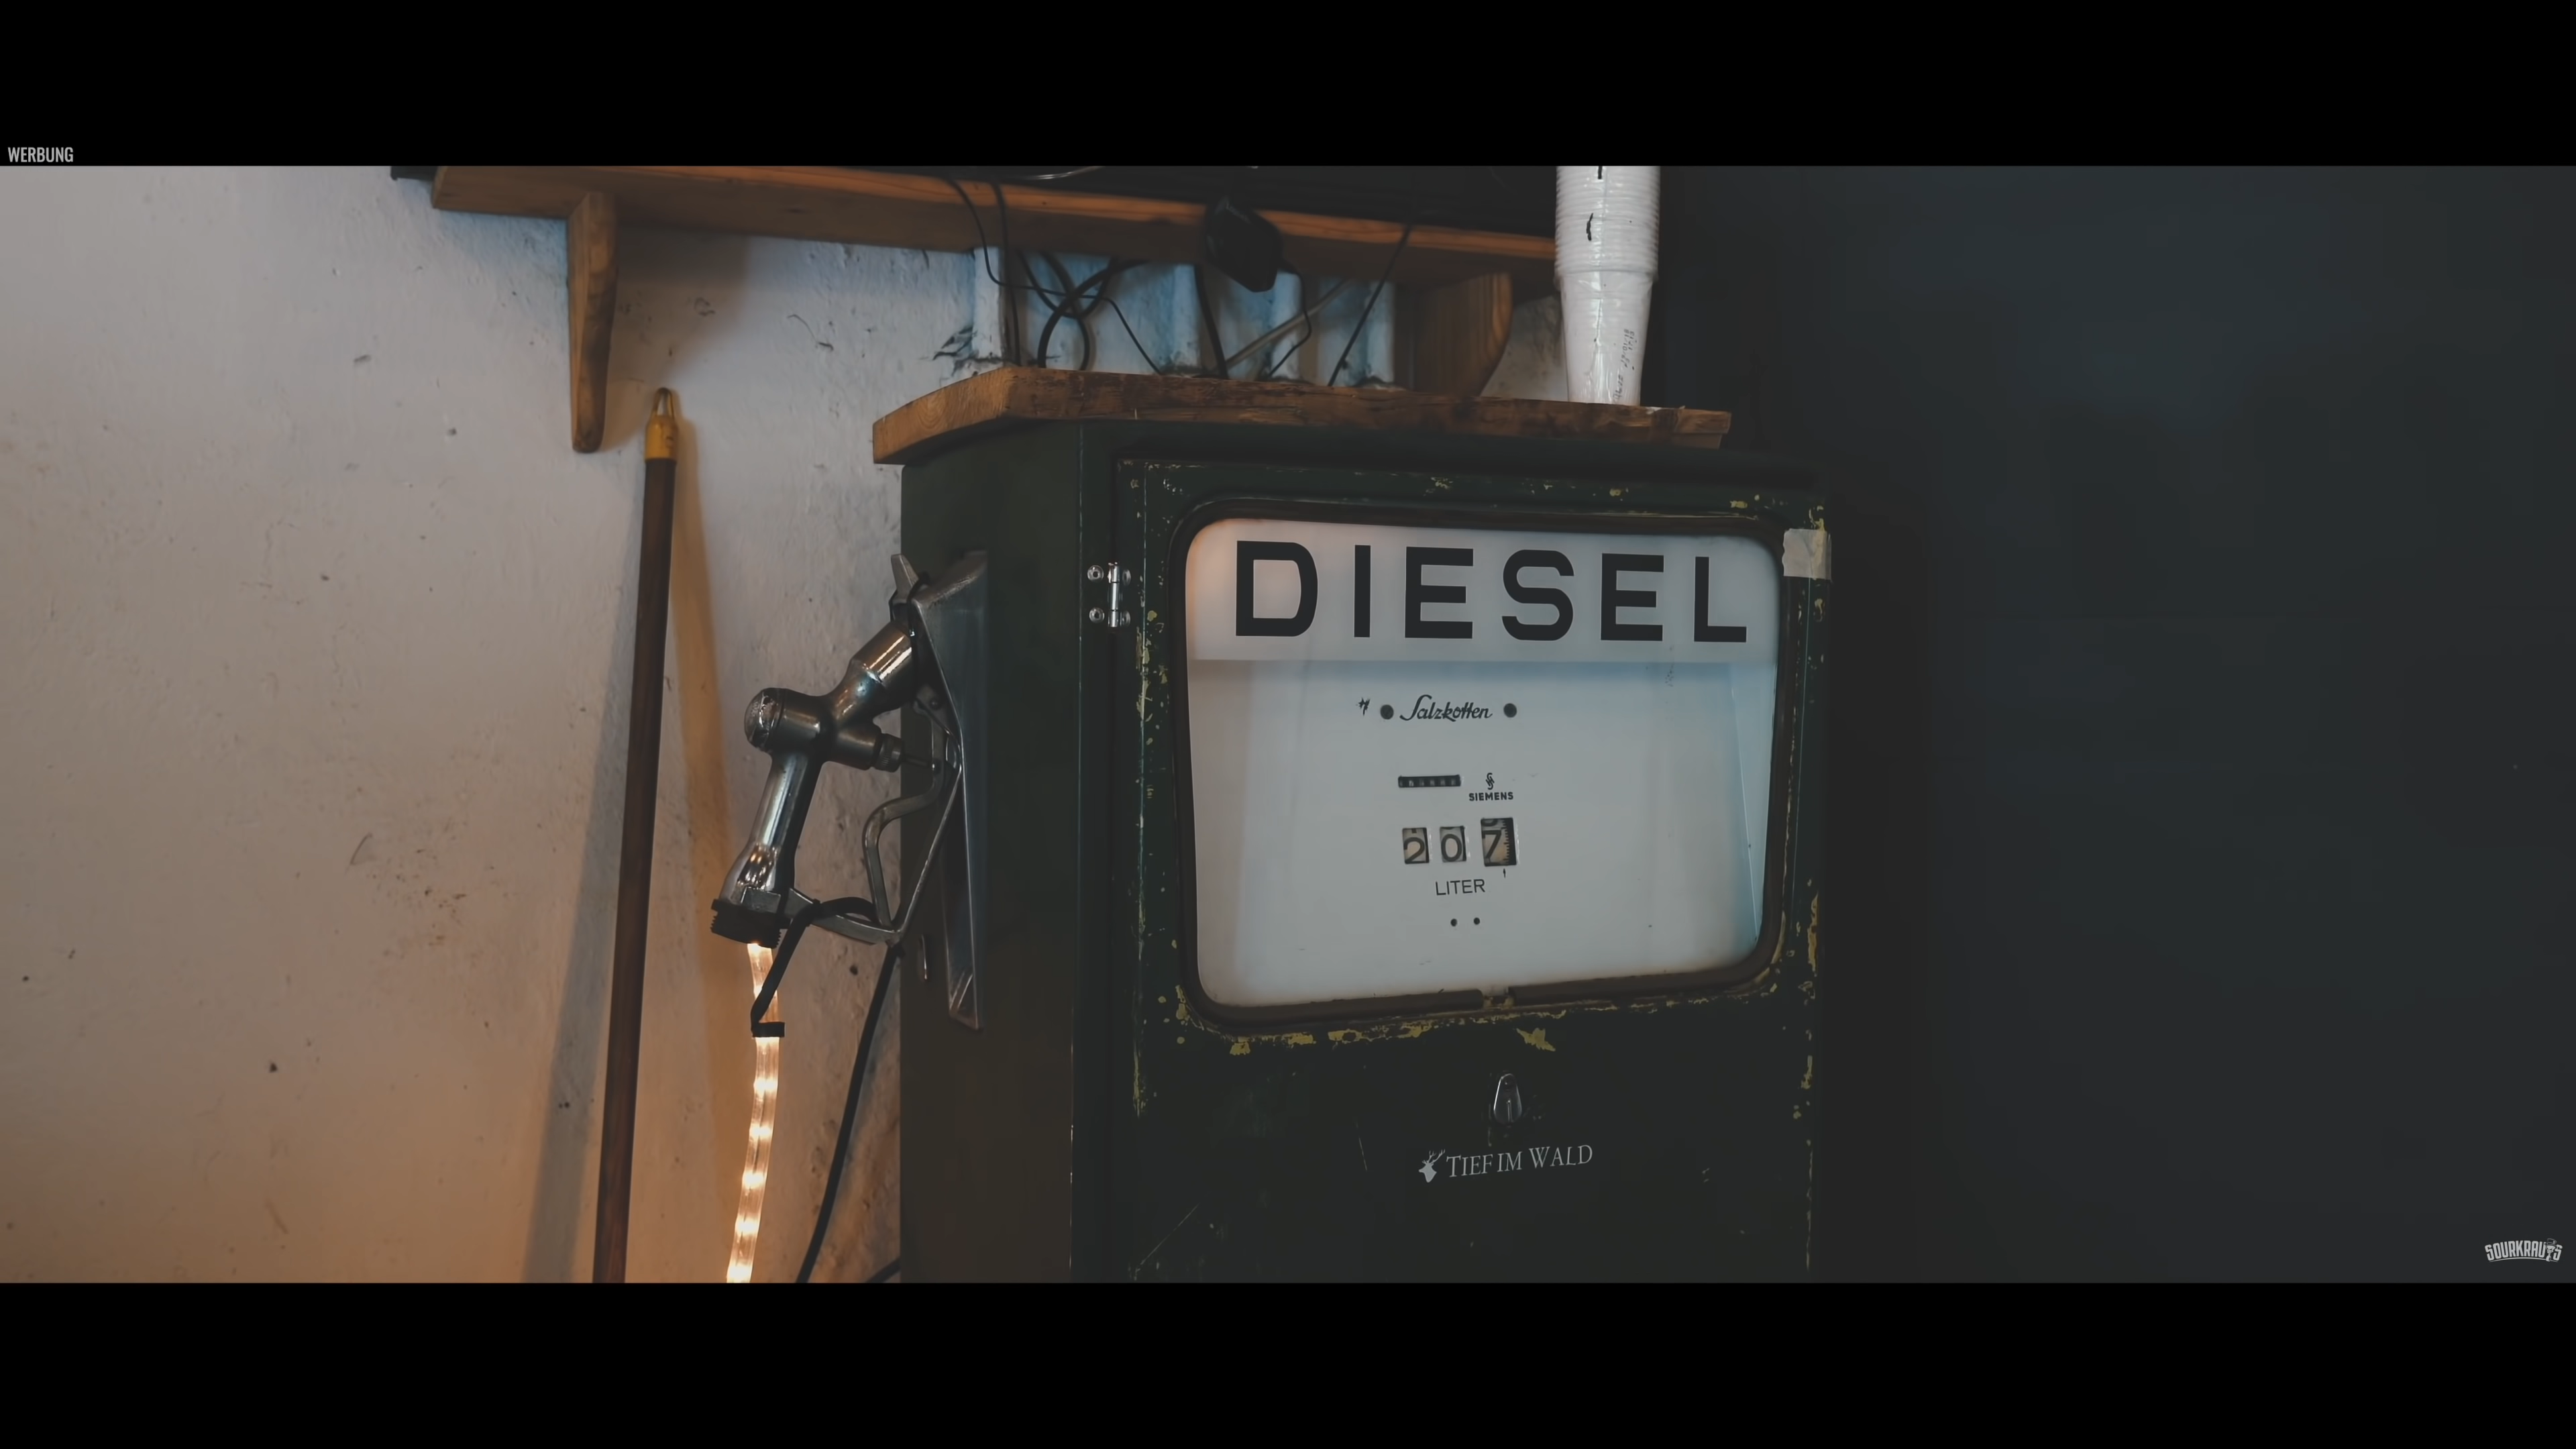 WERBUNG
DIESEL
Salzkotten
SIEMENS
207
LITER
TIEF IM WALD
SOURKRAUTS